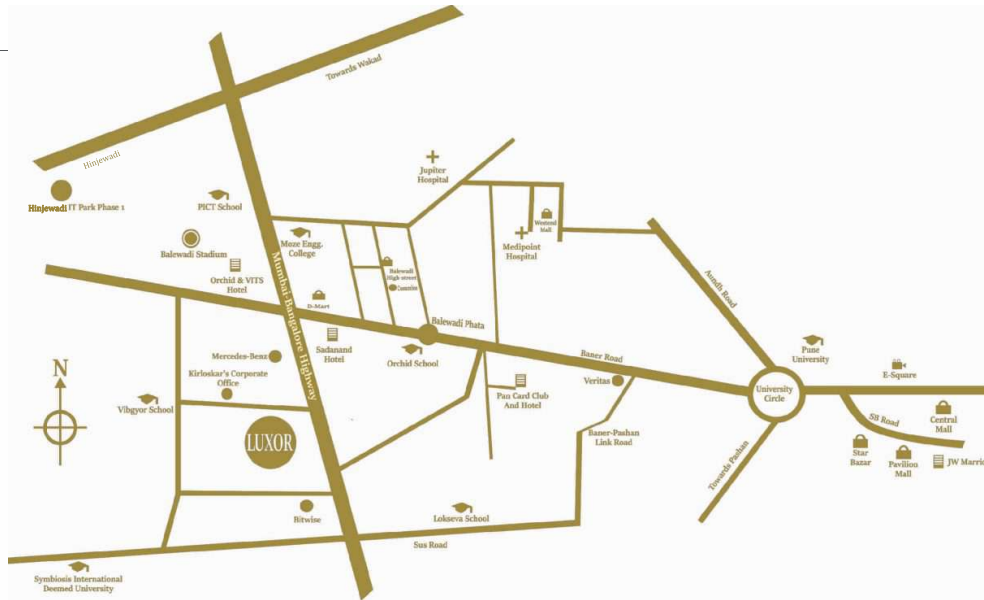 Towards Wakad
Hinjewadi
Hinjewadi IT Park Phase 1
PICT School
Jupiter
Hospital
Westend
Mall
Moze Engg.
College
Balewadi Stadium
Medipoint
Hospital
Orchid & VITS
Hotel
Balewadi
High street
Cummins
Mumbai-Bangalore Highway
Aundh Road
D-Mart
Balewadi Phata
Sadanand
Hotel
Orchid School
Baner Road
Pune
University
Mercedes-Benz
Kirloskar's Corporate
Office
E-Square
Veritas
Pan Card Club
And Hotel
University
Circle
N
Vibgyor School
LUXOR
Baner-Pashan
Link Road
SB Road
Central
Mall
Star
Bazar
Pavilion
Mall
JW Marrio
Towards Pashan
Bitwise
Lokseva School
Sus Road
Symbiosis International
Deemed University